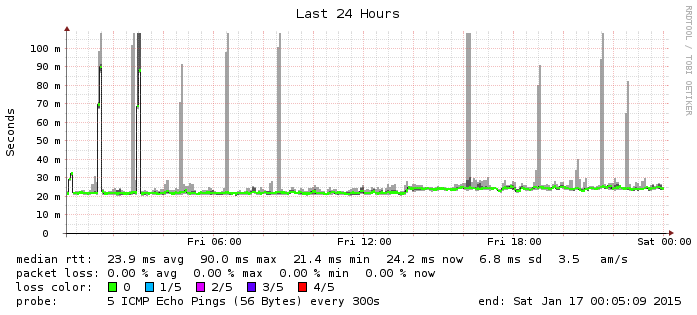 Last 24 Hours
RRDTOOL / TOBI OETIKER
Seconds
100 m
90 m
80 m
70 m
60 m
50 m
40 m
30 m
20 m
10 m
0
Fri 06:00 Fri 12:00 Fri 18:00 Sat 00:00
median rtt: 23.9 ms avg 90.0 ms max 21.4 ms min 24.2 ms now 6.8 ms sd 3.5 am/s
packet loss: 0.00 % avg 0.00 % max 0.00 % min 0.00 % now
loss color: 0 1/5 2/5 3/5 4/5
probe: 5 ICMP Echo Pings (56 Bytes) every 300s end: Sat Jan 17 00:05:09 2015